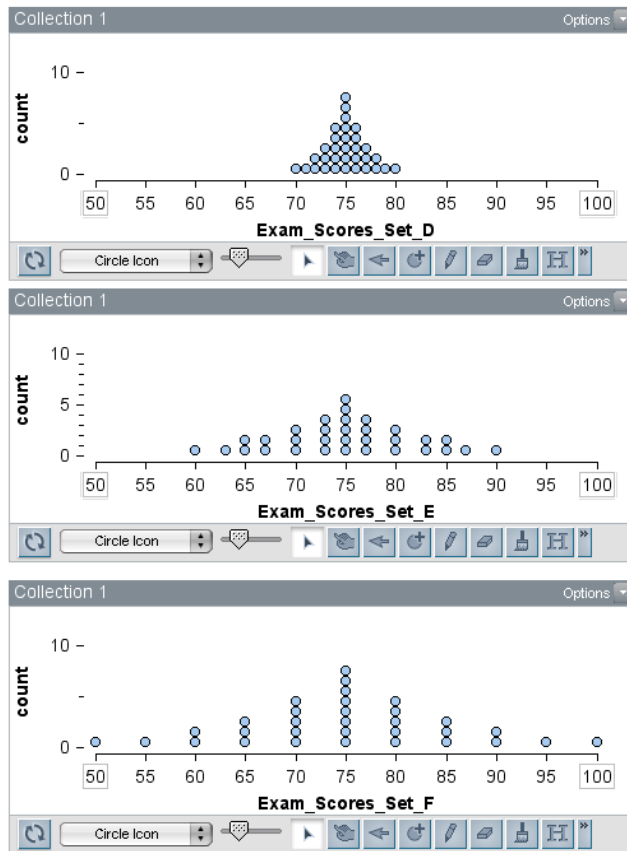 Collection 1 Options
10
count
0
50 55 60 65 70 75 80 85 90 95 100
Exam_Scores_Set_D
Circle Icon »
Collection 1 Options
10
5
count
0
50 55 60 65 70 75 80 85 90 95 100
Exam_Scores_Set_E
Circle Icon »
Collection 1 Options
10
count
0
50 55 60 65 70 75 80 85 90 95 100
Exam_Scores_Set_F
Circle Icon »